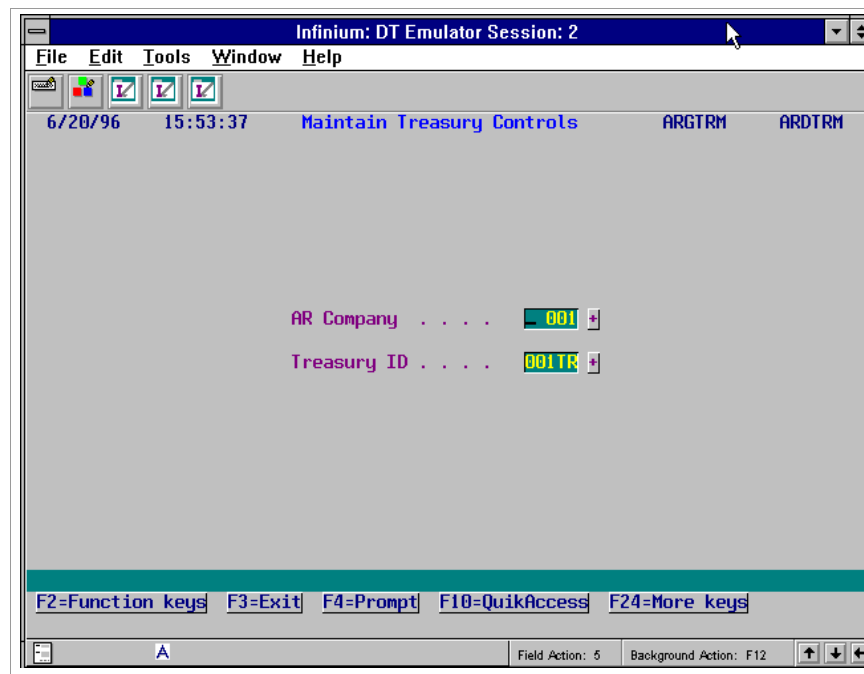 Infinium: DT Emulator Session: 2
File Edit Tools Window Help
6/20/96 15:53:37 Maintain Treasury Controls ARGTRM ARDTRM
AR Company . . . . _ 001 +
Treasury ID . . . . 001TR +
F2=Function keys F3=Exit F4=Prompt F10=QuikAccess F24=More keys
A Field Action: 5 Background Action: F12